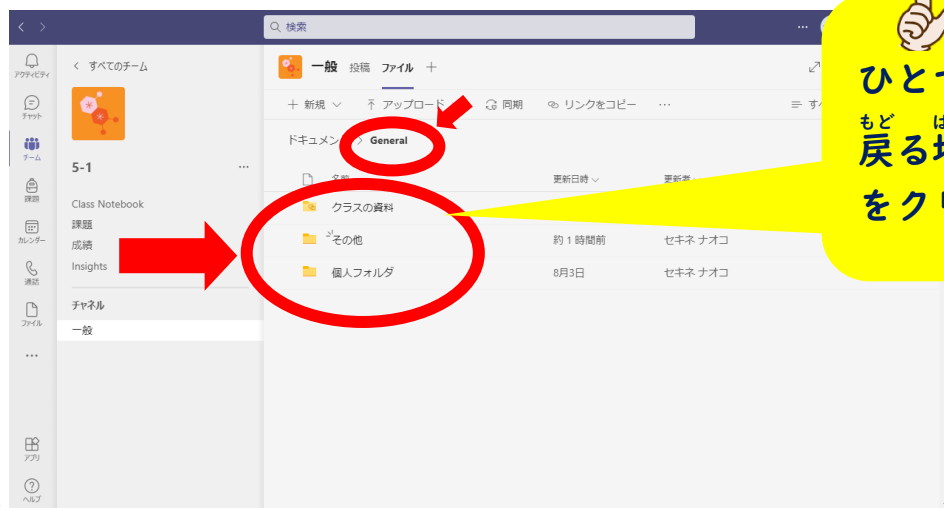 検索
アクティビティ
チャット
チーム
課題
カレンダー
通話
ファイル
アプリ
ヘルプ
すべてのチーム
5-1
Class Notebook
課題
成績
Insights
チャネル
一般
一般 投稿 ファイル
新規 アップロード 同期 リンクをコピー
ドキュメン General
名前 更新日時 更新者
クラスの資料
その他 約 1 時間前 セキネ ナオコ
個人フォルダ 8月3日 セキネ ナオコ
ひと
もど
戻る
をク